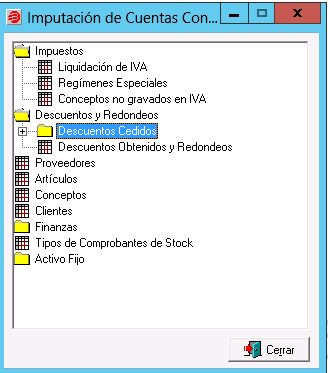 Imputación de Cuentas Con...
Impuestos
Liquidación de IVA
Regímenes Especiales
Conceptos no gravados en IVA
Descuentos y Redondeos
Descuentos Cedidos
Descuentos Obtenidos y Redondeos
Proveedores
Artículos
Conceptos
Clientes
Finanzas
Tipos de Comprobantes de Stock
Activo Fijo
Cerrar